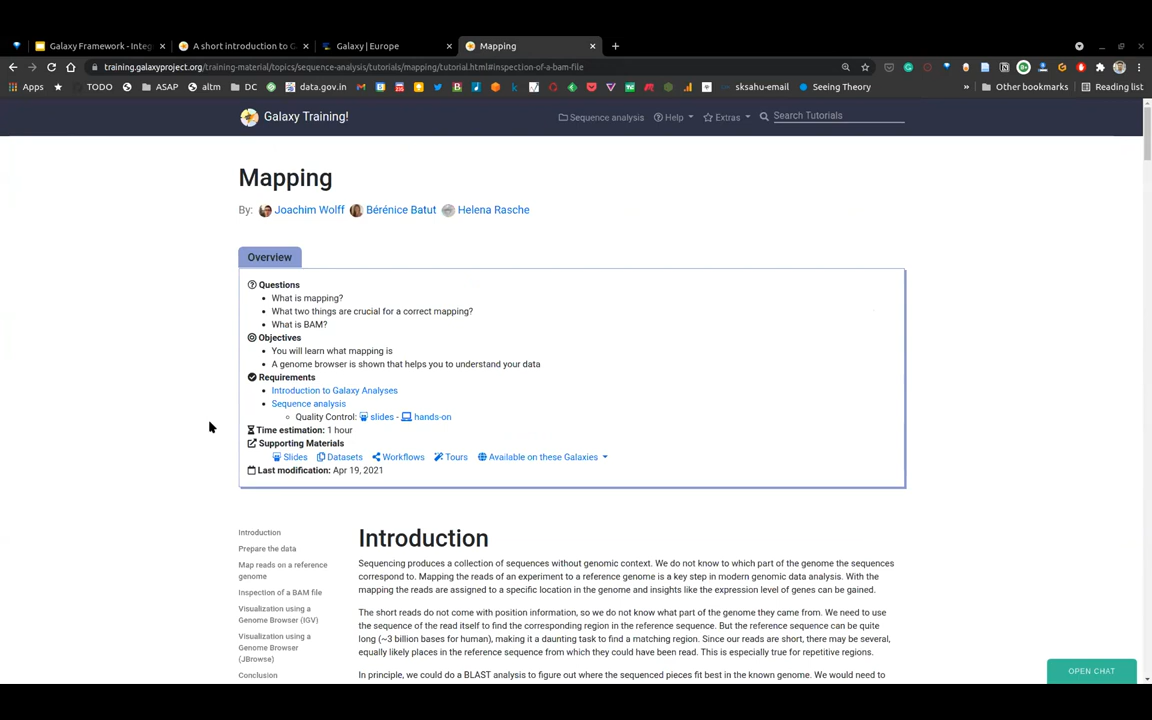 Galaxy Framework - Integ
A short introduction to G
Galaxy | Europe
Mapping
training.galaxyproject.org/training-material/topics/sequence-analysis/tutorials/mapping/tutorial.html#inspection-of-a-bam-file
Apps
TODO
ASAP
altm
DC
data.gov.in
sksahu-email
Seeing Theory
»
Other bookmarks
Reading list
Galaxy Training!
Sequence analysis
Help
Extras
Search Tutorials
Mapping
By: Joachim Wolff Bérénice Batut Helena Rasche
Overview
Questions
• What is mapping?
• What two things are crucial for a correct mapping?
• What is BAM?
Objectives
• You will learn what mapping is
• A genome browser is shown that helps you to understand your data
Requirements
• Introduction to Galaxy Analyses
• Sequence analysis
◦ Quality Control: slides - hands-on
Time estimation: 1 hour
Supporting Materials
Slides Datasets Workflows Tours Available on these Galaxies
Last modification: Apr 19, 2021
Introduction
Prepare the data
Map reads on a reference
genome
Inspection of a BAM file
Visualization using a
Genome Browser (IGV)
Visualization using a
Genome Browser
(JBrowse)
Conclusion
Introduction
Sequencing produces a collection of sequences without genomic context. We do not know to which part of the genome the sequences
correspond to. Mapping the reads of an experiment to a reference genome is a key step in modern genomic data analysis. With the
mapping the reads are assigned to a specific location in the genome and insights like the expression level of genes can be gained.
The short reads do not come with position information, so we do not know what part of the genome they came from. We need to use
the sequence of the read itself to find the corresponding region in the reference sequence. But the reference sequence can be quite
long (~3 billion bases for human), making it a daunting task to find a matching region. Since our reads are short, there may be several,
equally likely places in the reference sequence from which they could have been read. This is especially true for repetitive regions.
In principle, we could do a BLAST analysis to figure out where the sequenced pieces fit best in the known genome. We would need to
OPEN CHAT